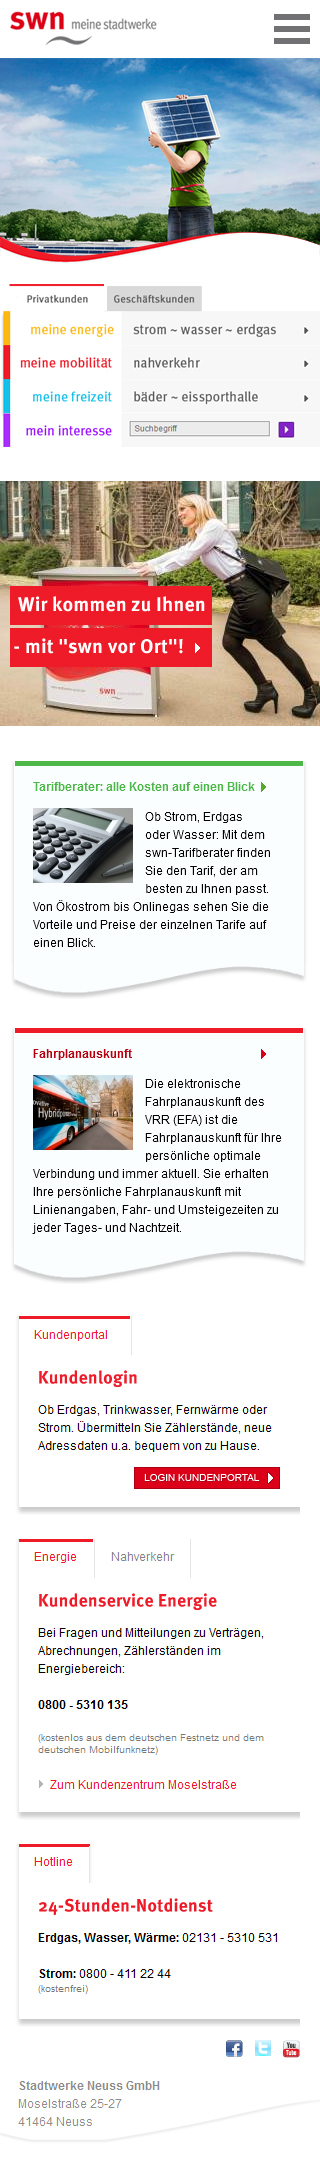 swn meine stadtwerke
Privatkunden Geschäftskunden
meine energie strom ~ wasser ~ erdgas
meine mobilität nahverkehr
meine freizeit bäder ~ eissporthalle
mein interesse Suchbegriff
Wir kommen zu Ihnen
- mit "swn vor Ort"!
swn
Tarifberater: alle Kosten auf einen Blick
Ob Strom, Erdgas
oder Wasser: Mit dem
swn-Tarifberater finden
Sie den Tarif, der am
besten zu Ihnen passt.
Von Ökostrom bis Onlinegas sehen Sie die
Vorteile und Preise der einzelnen Tarife auf
einen Blick.
Fahrplanauskunft
Die elektronische
Fahrplanauskunft des
VRR (EFA) ist die
Fahrplanauskunft für Ihre
persönliche optimale
Verbindung und immer aktuell. Sie erhalten
Ihre persönliche Fahrplanauskunft mit
Linienangaben, Fahr- und Umsteigezeiten zu
jeder Tages- und Nachtzeit.
Kundenportal
Kundenlogin
Ob Erdgas, Trinkwasser, Fernwärme oder
Strom. Übermitteln Sie Zählerstände, neue
Adressdaten u.a. bequem von zu Hause.
LOGIN KUNDENPORTAL
Energie Nahverkehr
Kundenservice Energie
Bei Fragen und Mitteilungen zu Verträgen,
Abrechnungen, Zählerständen im
Energiebereich:
0800 - 5310 135
(kostenlos aus dem deutschen Festnetz und dem
deutschen Mobilfunknetz)
Zum Kundenzentrum Moselstraße
Hotline
24-Stunden-Notdienst
Erdgas, Wasser, Wärme: 02131 - 5310 531
Strom: 0800 - 411 22 44
(kostenfrei)
You Tube
Stadtwerke Neuss GmbH
Moselstraße 25-27
41464 Neuss